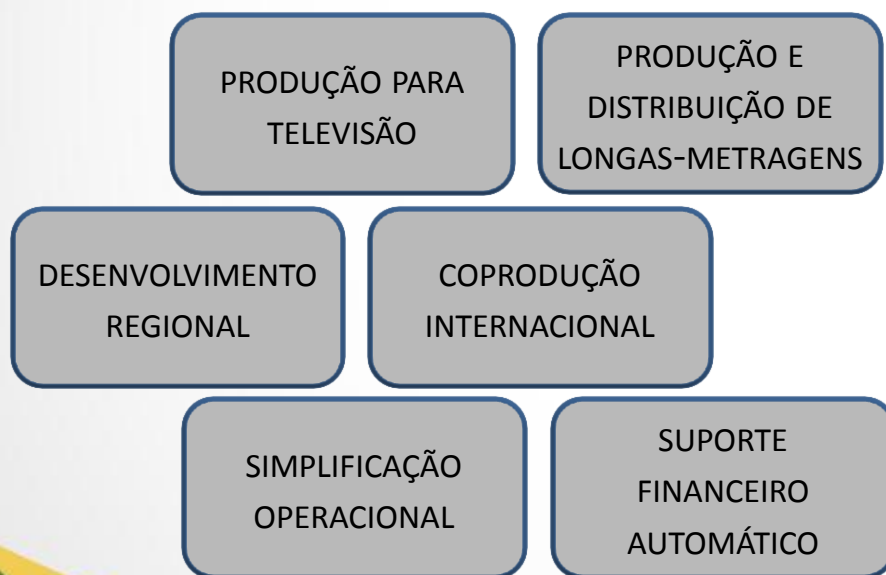 PRODUÇÃO PARA
TELEVISÃO
PRODUÇÃO E
DISTRIBUIÇÃO DE
LONGAS-METRAGENS
DESENVOLVIMENTO
REGIONAL
COPRODUÇÃO
INTERNACIONAL
SIMPLIFICAÇÃO
OPERACIONAL
SUPORTE
FINANCEIRO
AUTOMÁTICO